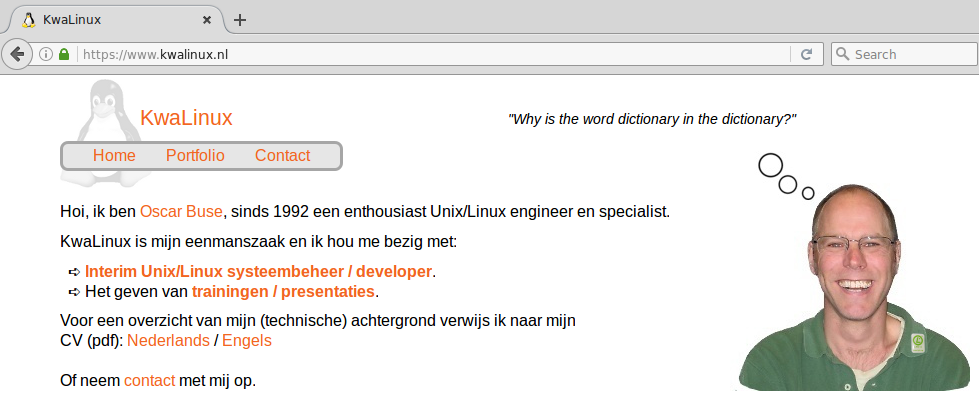 KwaLinux
https://www.kwalinux.nl
Search
KwaLinux
"Why is the word dictionary in the dictionary?"
Home Portfolio Contact
Hoi, ik ben Oscar Buse, sinds 1992 een enthousiast Unix/Linux engineer en specialist.
KwaLinux is mijn eenmanszaak en ik hou me bezig met:
➪ Interim Unix/Linux systeembeheer / developer.
➪ Het geven van trainingen / presentaties.
Voor een overzicht van mijn (technische) achtergrond verwijs ik naar mijn
CV (pdf): Nederlands / Engels
Of neem contact met mij op.